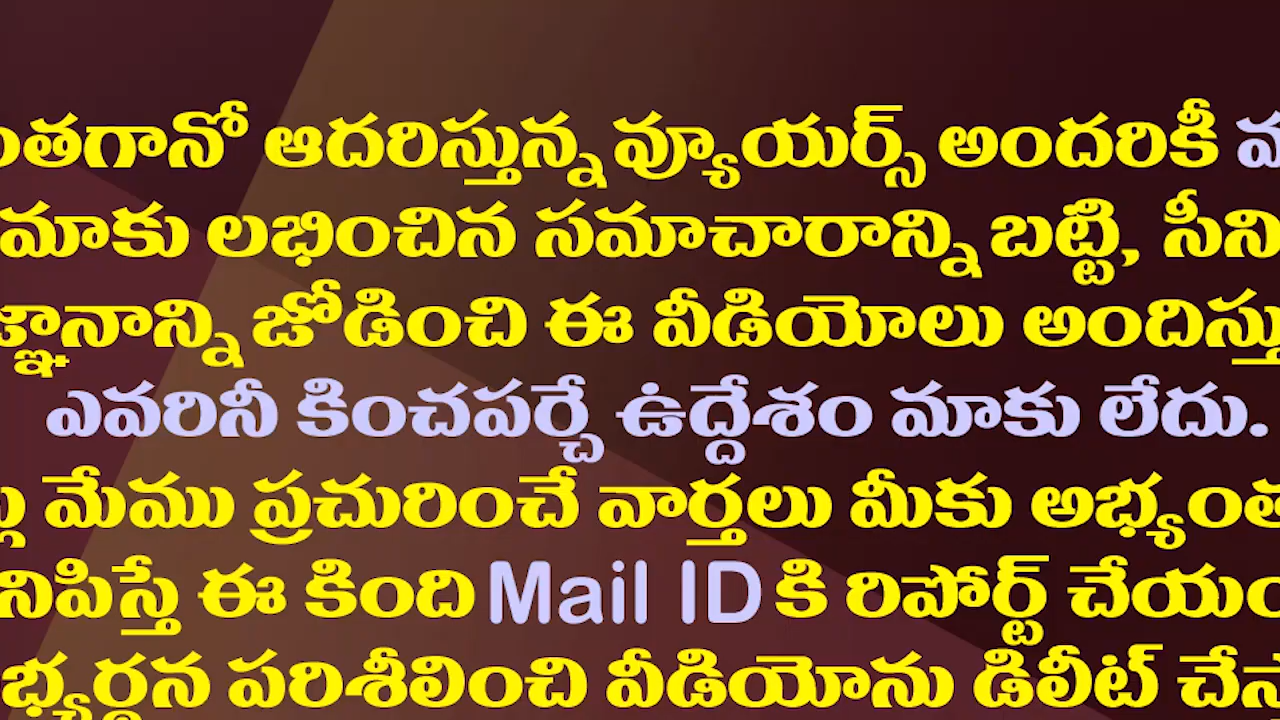 ఆదరిస్తున్న వ్యూయర్స్ అందరికీ
మాకు లభించిన సమాచారాన్ని బట్టి,
జోడించి ఈ వీడియోలు
ఎవరినీ కించపర్చే ఉద్దేశం మాకు లేదు.
మేము ప్రచురించే వార్తలు మీకు
ఈ కింది Mail ID కి రిపోర్ట్
పరిశీలించి వీడియోను డిలీట్